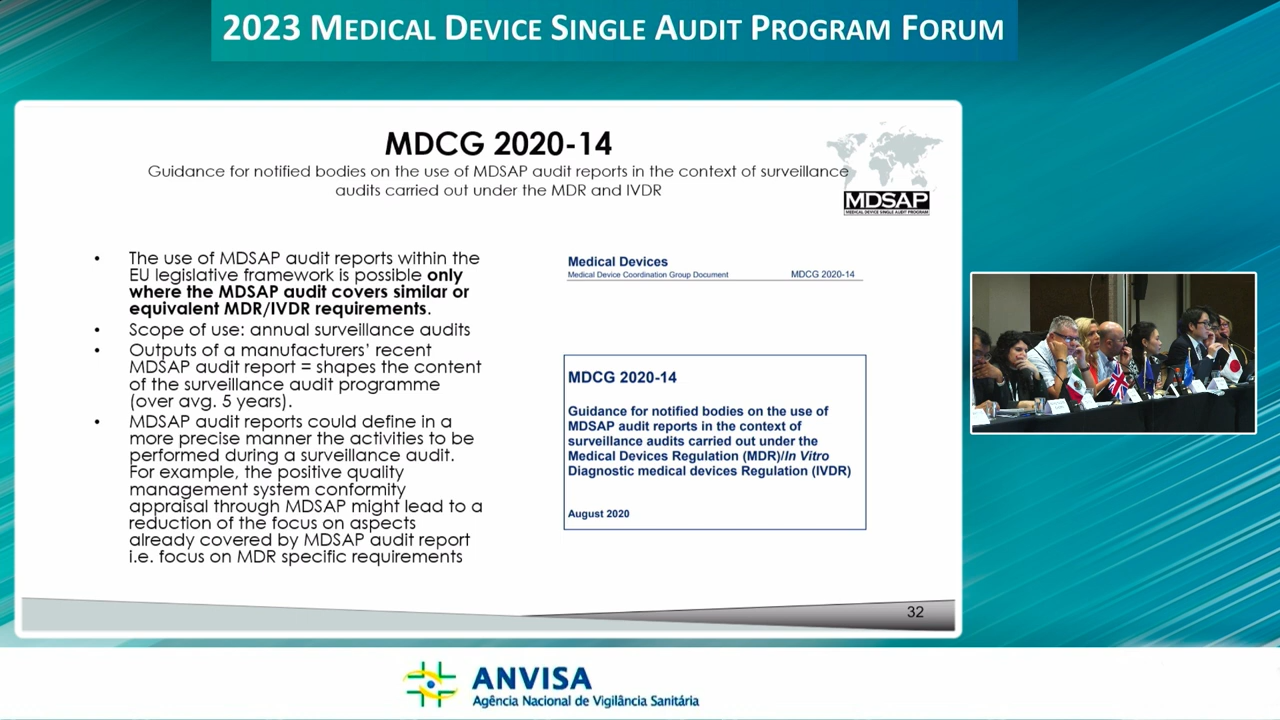 2023 MEDICAL DEVICE SINGLE AUDIT PROGRAM FORUM
MDCG 2020-14
Guidance for notified bodies on the use of MDSAP audit reports in the context of surveillance
audits carried out under the MDR and IVDR
MDSAP
MEDICAL DEVICE SINGLE AUDIT PROGRAM
• The use of MDSAP audit reports within the
EU legislative framework is possible only
where the MDSAP audit covers similar or
equivalent MDR/IVDR requirements.
• Scope of use: annual surveillance audits
• Outputs of a manufacturers’ recent
MDSAP audit report = shapes the content
of the surveillance audit programme
(over avg. 5 years).
• MDSAP audit reports could define in a
more precise manner the activities to be
performed during a surveillance audit.
For example, the positive quality
management system conformity
appraisal through MDSAP might lead to a
reduction of the focus on aspects
already covered by MDSAP audit report
i.e. focus on MDR specific requirements
Medical Devices
Medical Device Coordination Group Document MDCG 2020-14
MDCG 2020-14
Guidance for notified bodies on the use of
MDSAP audit reports in the context of
surveillance audits carried out under the
Medical Devices Regulation (MDR)/In Vitro
Diagnostic medical devices Regulation (IVDR)
August 2020
32
ANVISA
Agência Nacional de Vigilância Sanitária